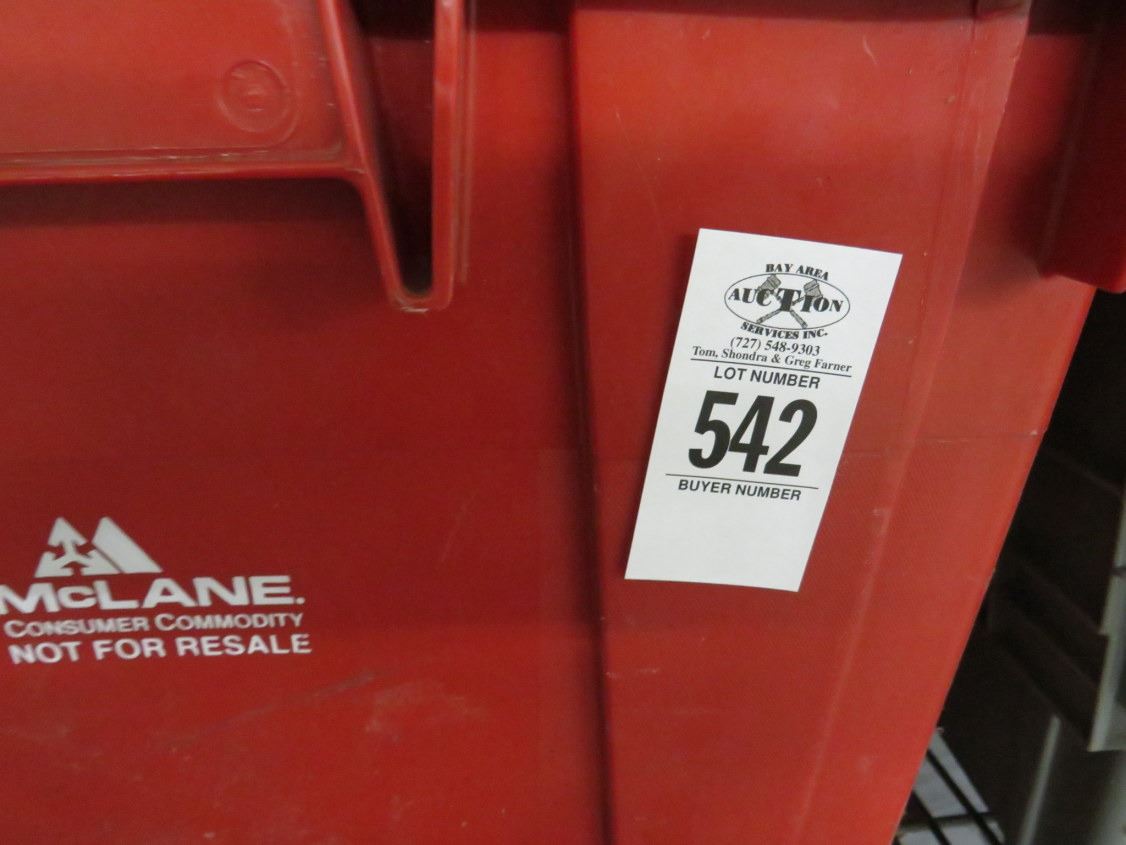 BAY AREA
AUCTION
SERVICES INC.
(727) 548-9303
Tom, Shondra & Greg Farner
LOT NUMBER
542
BUYER NUMBER
McLANE.
CONSUMER COMMODITY
NOT FOR RESALE